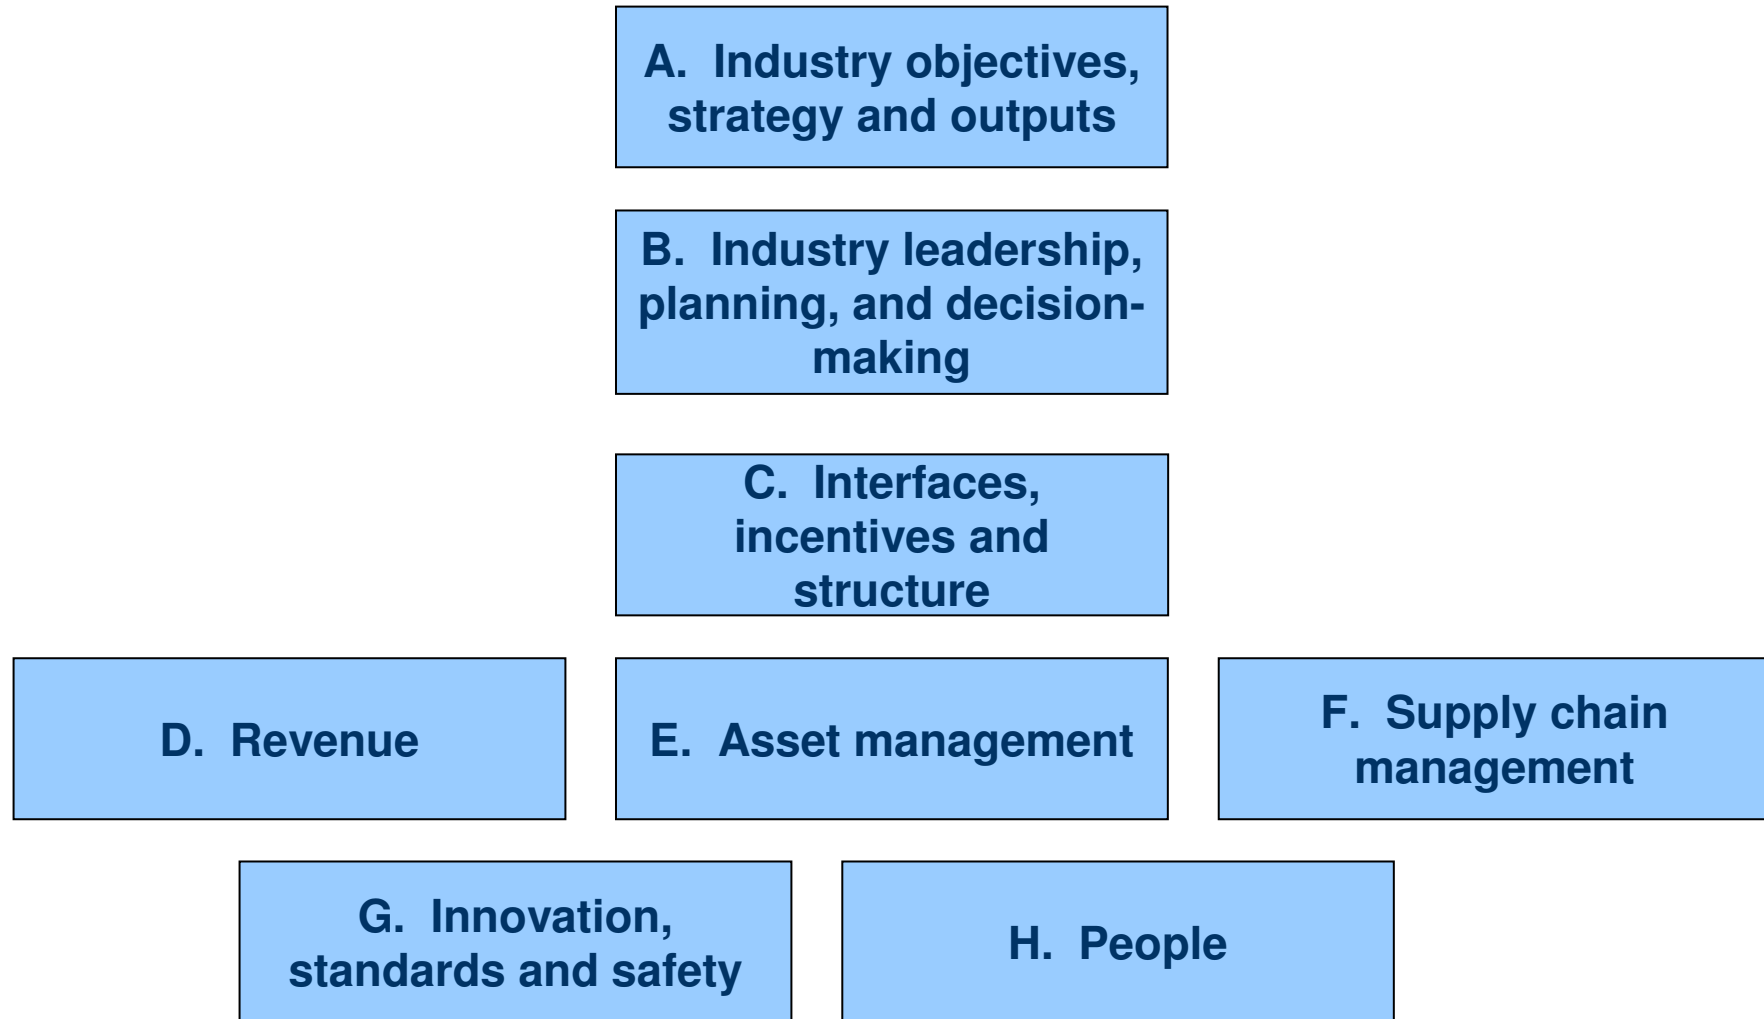 A.  Industry objectives,
strategy and outputs
B.  Industry leadership,
planning, and decision-
making
C.  Interfaces,
incentives and
structure
D.  Revenue
E.  Asset management
F.  Supply chain
management
G.  Innovation,
standards and safety
H.  People